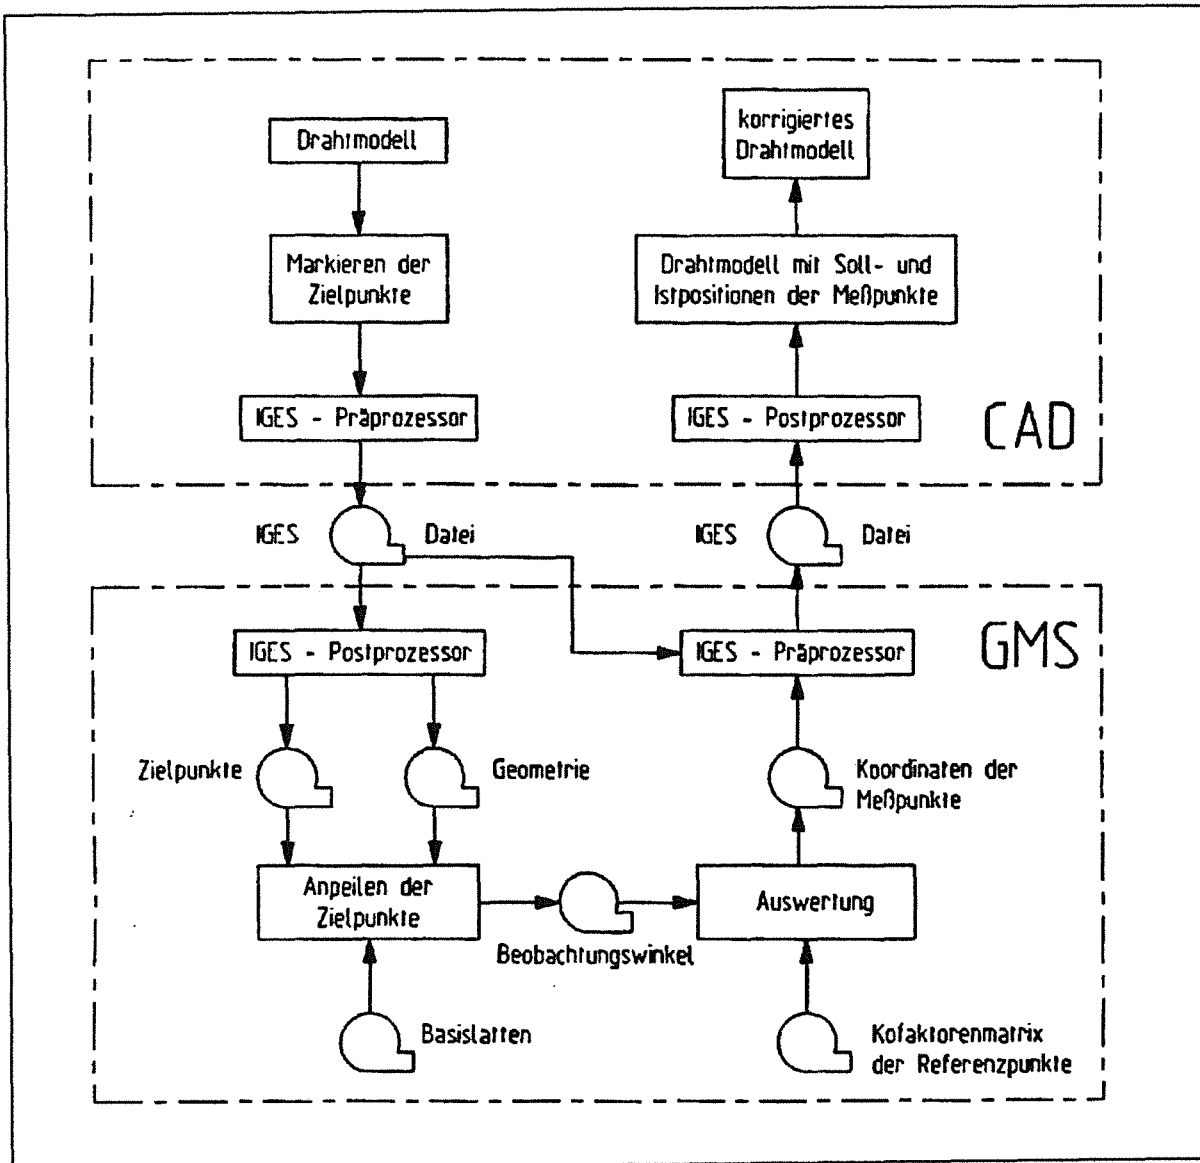 Drahtmodell
korrigiertes
Drahtmodell
Markieren der
Zielpunkte
Drahtmodell mit Soll- und
Istpositionen der Meßpunkte
IGES - Präprozessor
IGES - Postprozessor
CAD
IGES Datei
IGES Datei
IGES - Postprozessor
IGES - Präprozessor
GMS
Zielpunkte
Geometrie
Koordinaten der
Meßpunkte
Anpeilen der
Zielpunkte
Auswertung
Beobachtungswinkel
Basislatten
Kofaktorenmatrix
der Referenzpunkte